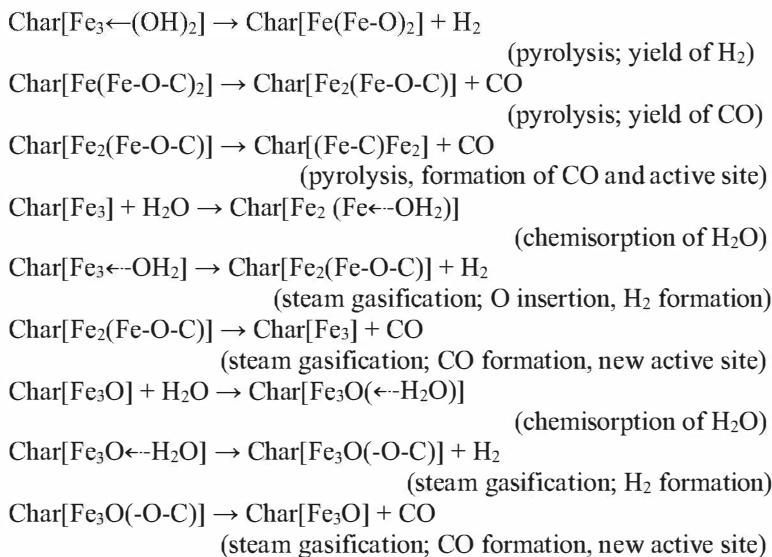 Char[Fe₃←(OH)₂] → Char[Fe(Fe-O)₂] + H₂
(pyrolysis; yield of H₂)
Char[Fe(Fe-O-C)₂] → Char[Fe₂(Fe-O-C)] + CO
(pyrolysis; yield of CO)
Char[Fe₂(Fe-O-C)] → Char[(Fe-C)Fe₂] + CO
(pyrolysis, formation of CO and active site)
Char[Fe₃] + H₂O → Char[Fe₂ (Fe⇠OH₂)]
(chemisorption of H₂O)
Char[Fe₃⇠OH₂] → Char[Fe₂(Fe-O-C)] + H₂
(steam gasification; O insertion, H₂ formation)
Char[Fe₂(Fe-O-C)] → Char[Fe₃] + CO
(steam gasification; CO formation, new active site)
Char[Fe₃O] + H₂O → Char[Fe₃O(⇠H₂O)]
(chemisorption of H₂O)
Char[Fe₃O⇠H₂O] → Char[Fe₃O(-O-C)] + H₂
(steam gasification; H₂ formation)
Char[Fe₃O(-O-C)] → Char[Fe₃O] + CO
(steam gasification; CO formation, new active site)